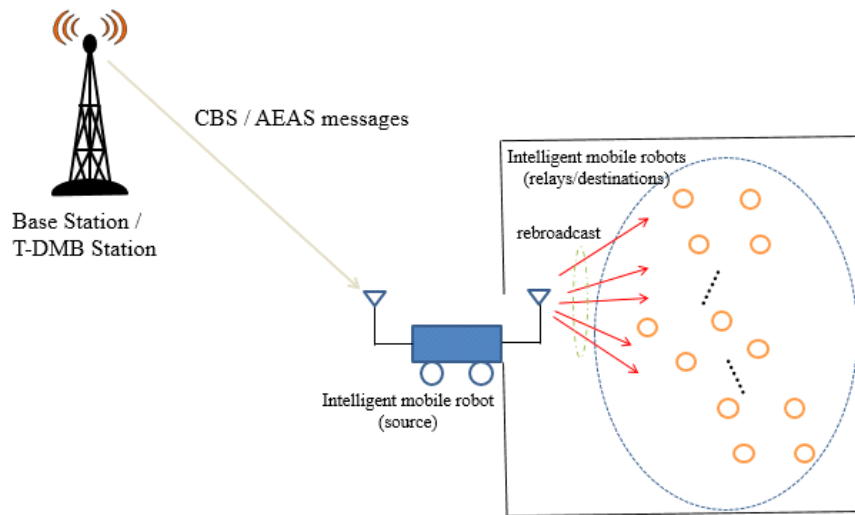 CBS / AEAS messages
Base Station /
T-DMB Station
Intelligent mobile robots
(relays/destinations)
rebroadcast
Intelligent mobile robot
(source)